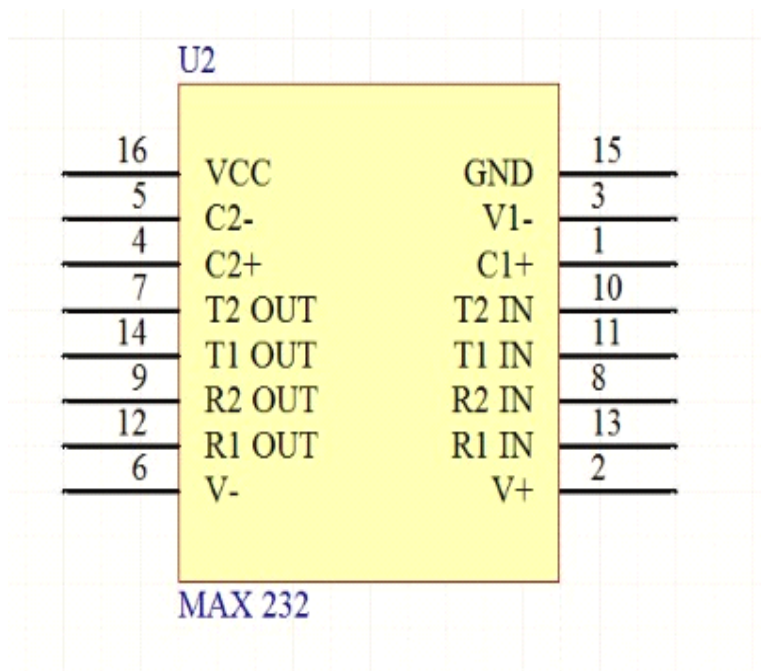 U2
16 VCC GND 15
5 C2- V1- 3
4 C2+ C1+ 1
7 T2 OUT T2 IN 10
14 T1 OUT T1 IN 11
9 R2 OUT R2 IN 8
12 R1 OUT R1 IN 13
6 V- V+ 2
MAX 232